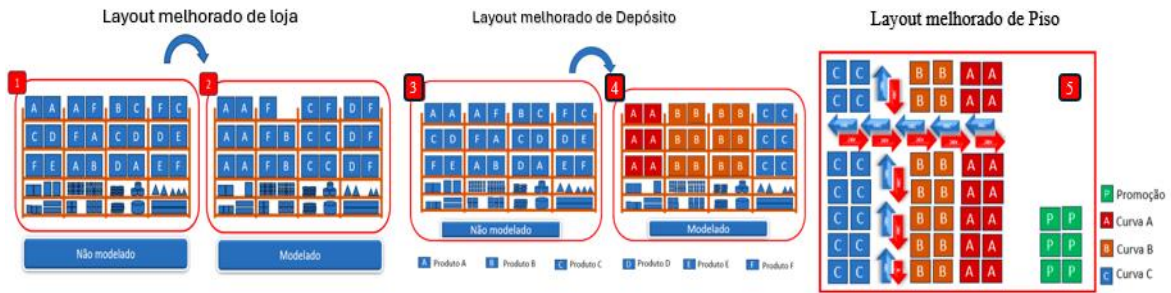 Layout melhorado de loja
1
2
A A A F B C F C
C D F A C D D E
F E A B D A E F
Não modelado
A A F C F D F
A A F B C C D F
A A F B C C D F
Modelado
Layout melhorado de Depósito
3
4
A A A F B C F C
C D F A C D D E
F E A B D A E F
Não modelado
A A B B B B C C
A A B B B B C C
A A B B B B C C
Modelado
A Produto A B Produto B C Produto C D Produto D E Produto E F Produto F
Layout melhorado de Piso
5
C C B B A A
C C B B A A
C C B B A A
C C B B A A
C C B B A A P P
C C B B A A P P
C C B B A A P P
P Promoção
A Curva A
B Curva B
C Curva C